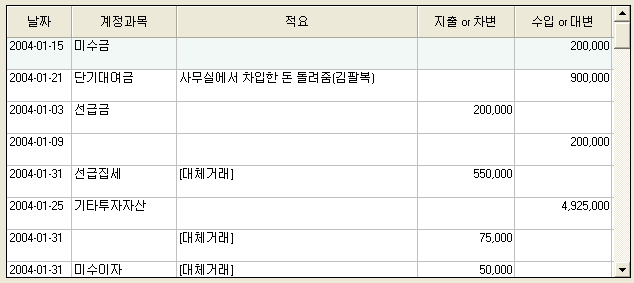 날짜 계정과목 적요 지출 or 차변 수입 or 대변
2004-01-15 미수금 200,000
2004-01-21 단기대여금 사무실에서 차입한 돈 돌려줌(김팔복) 900,000
2004-01-03 선급금 200,000
2004-01-09 200,000
2004-01-31 선급집세 [대체거래] 550,000
2004-01-25 기타투자자산 4,925,000
2004-01-31 [대체거래] 75,000
2004-01-31 미수이자 [대체거래] 50,000